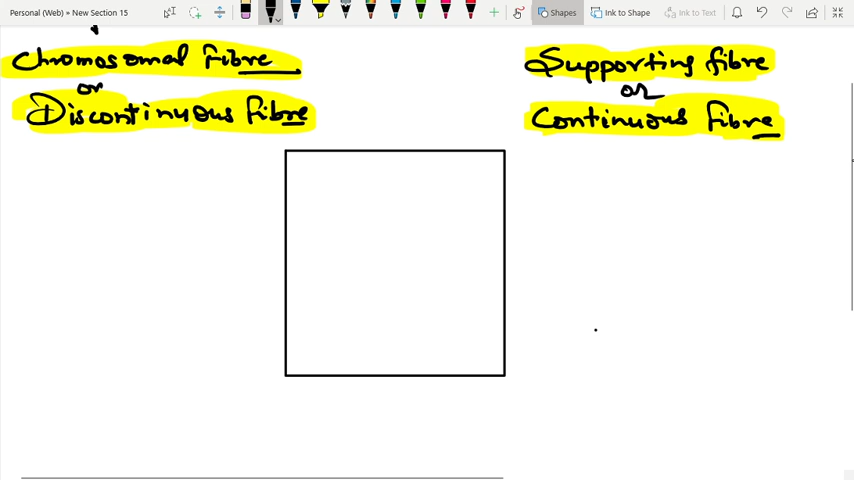 Personal (Web) » New Section 15
Shapes
Ink to Shape
Ink to Text
Chromosomal Fibre
or
Discontinuous Fibre
Supporting fibre
or
Continuous Fibre